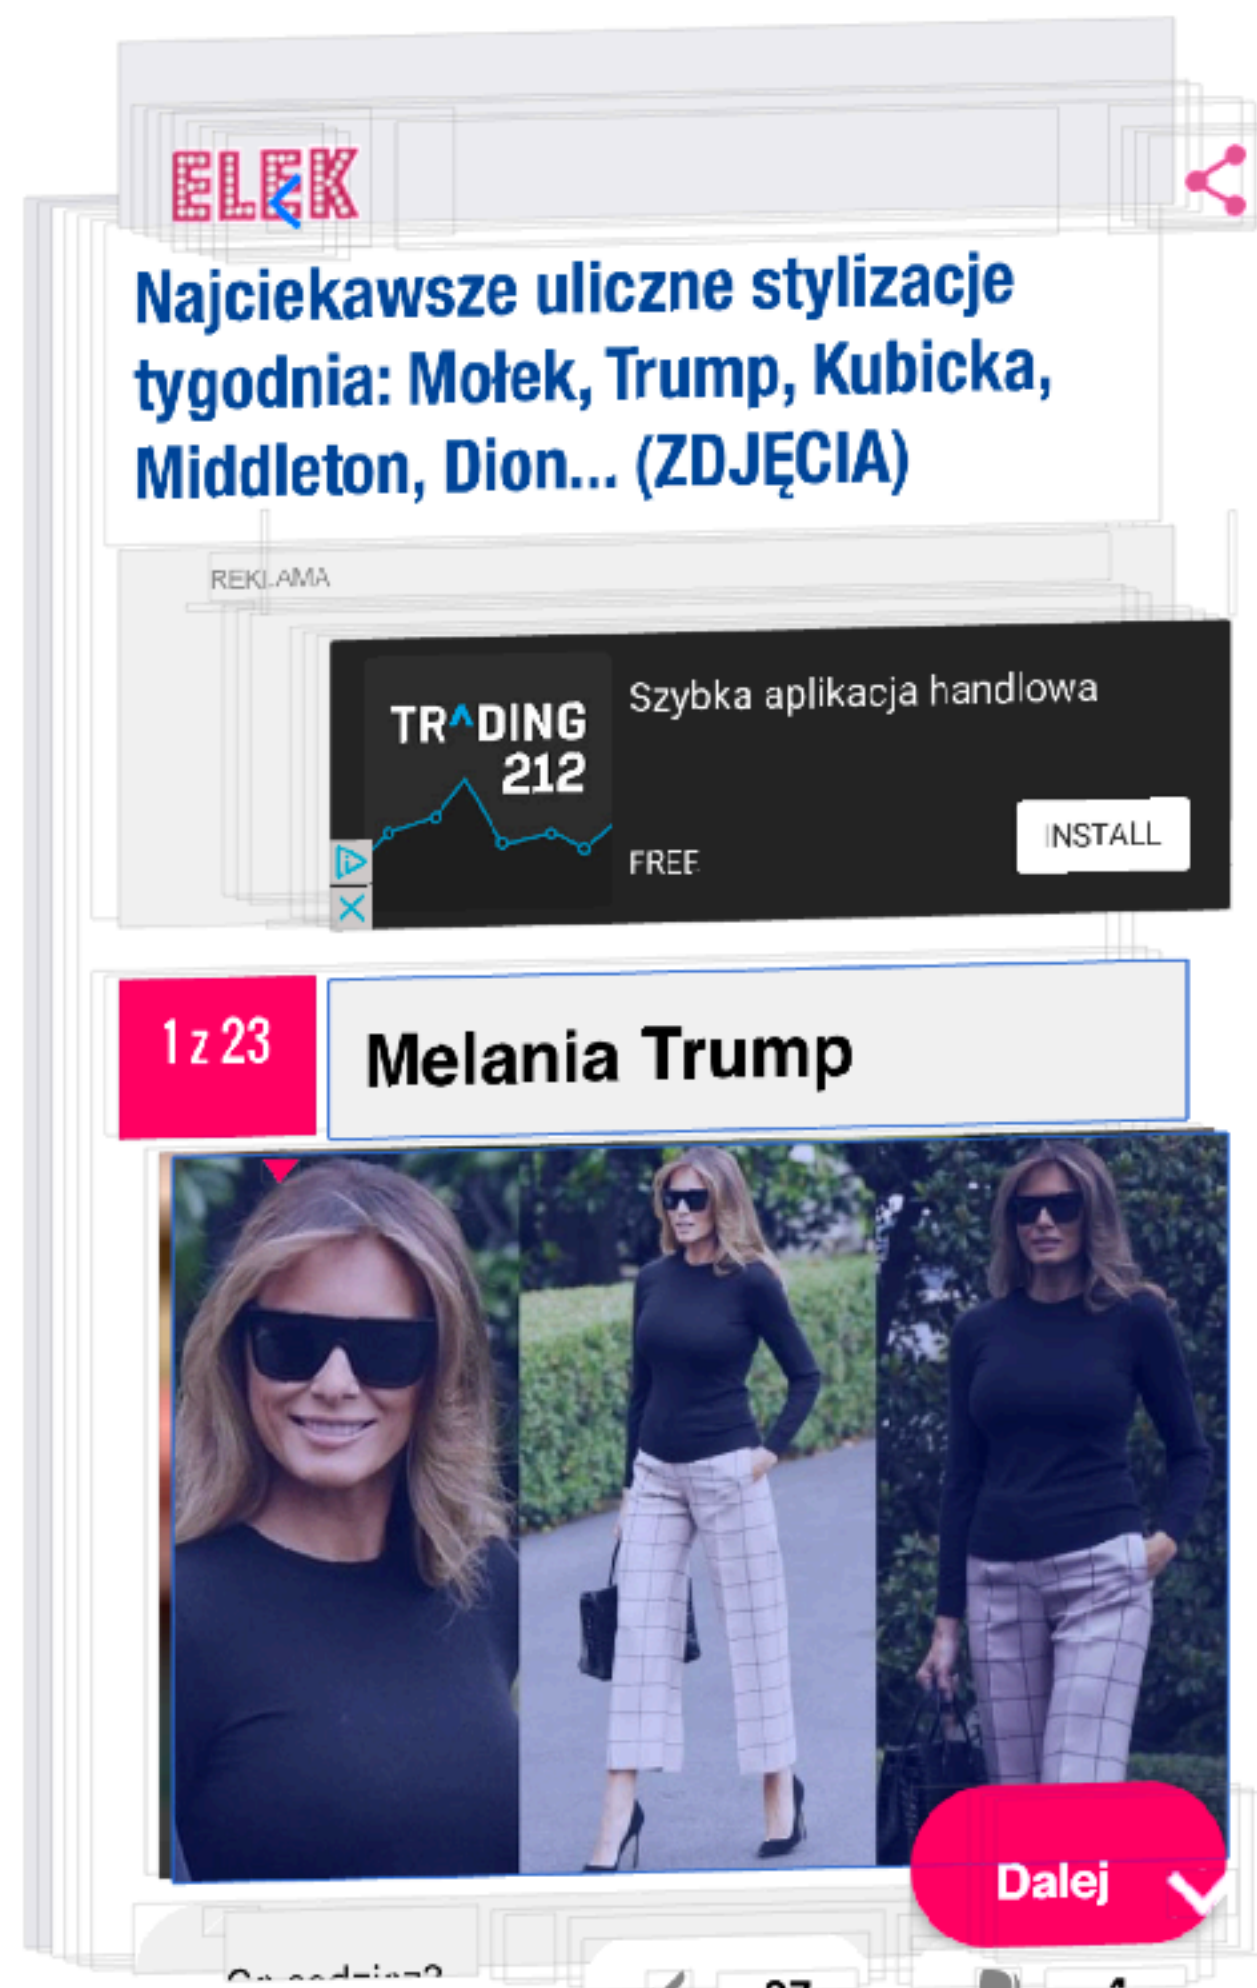 ELEK
Najciekawsze uliczne stylizacje
tygodnia: Mołek, Trump, Kubicka,
Middleton, Dion... (ZDJĘCIA)
REKLAMA
TRADING
212
Szybka aplikacja handlowa
FREE
INSTALL
1 z 23
Melania Trump
Dalej